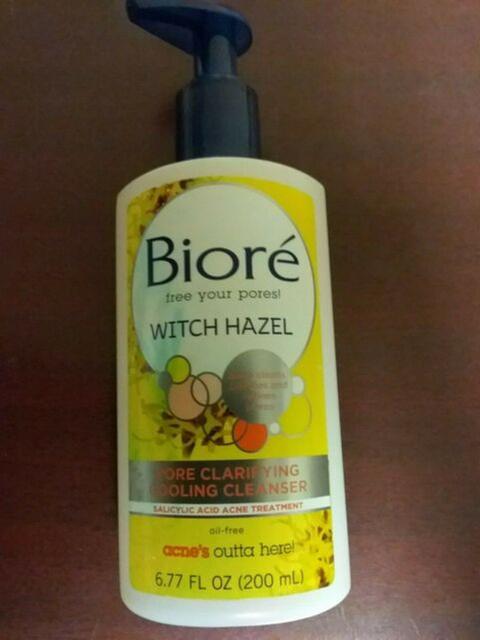 Bioré
free your pores!
WITCH HAZEL
PORE CLARIFYING
COOLING CLEANSER
SALICYLIC ACID ACNE TREATMENT
oil-free
acne's outta here!
6.77 FL OZ (200 mL)